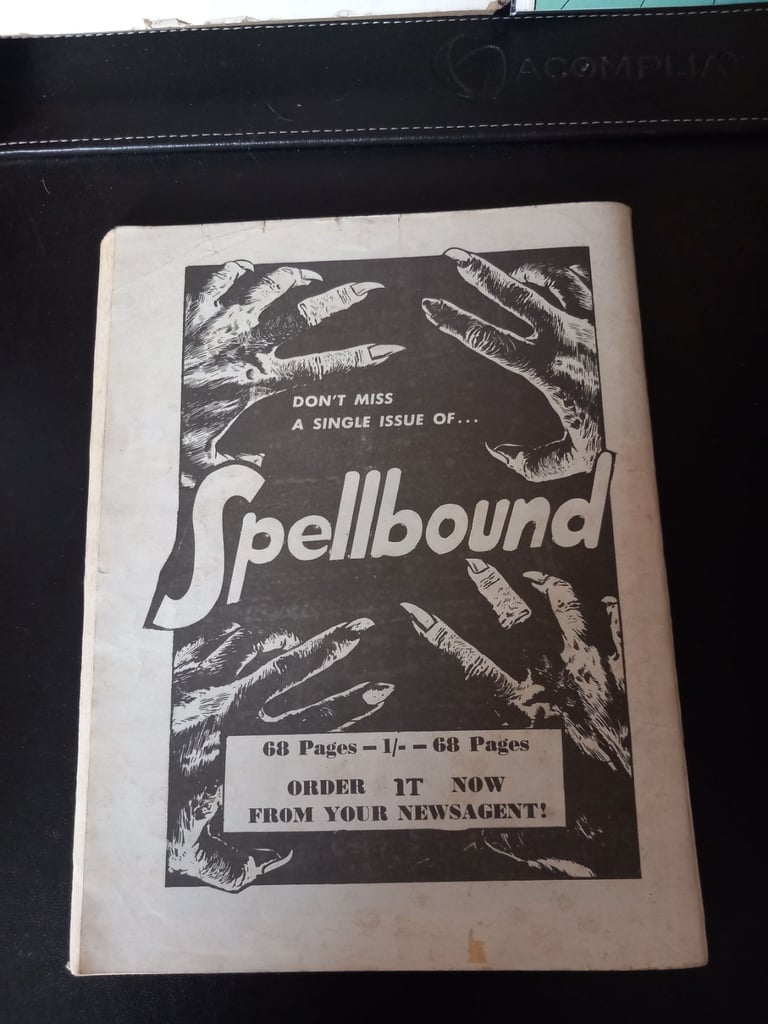 ACOMPLIA®
DON'T MISS
A SINGLE ISSUE OF...
Spellbound
68 Pages — 1/- — 68 Pages
ORDER IT NOW
FROM YOUR NEWSAGENT!